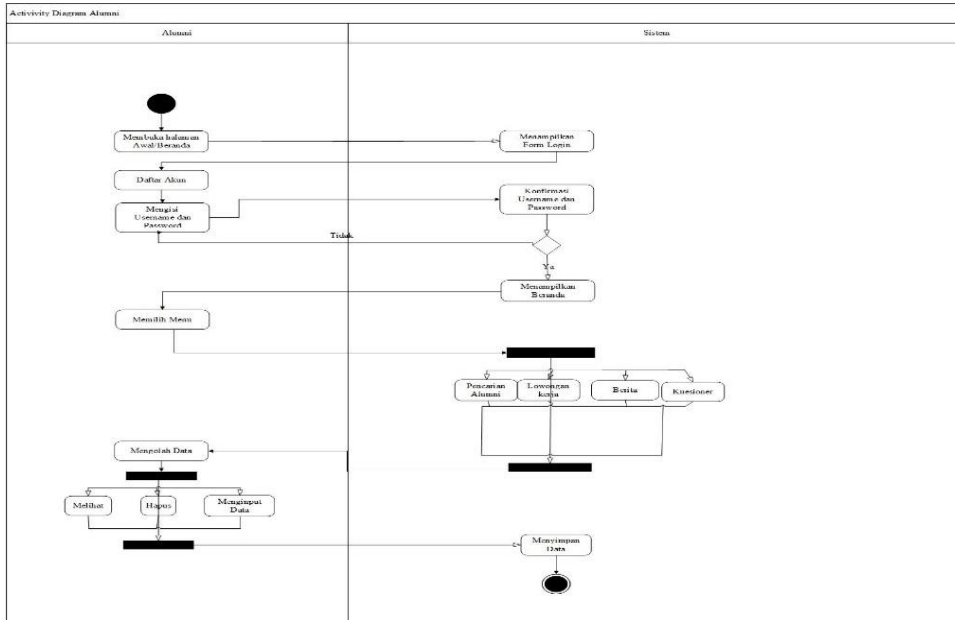 Activivity Diagram Alumni
Alumni
Sistem
Membuka halaman
Awal/Beranda
Menampilkan
Form Login
Daftar Akun
Mengisi
Username dan
Password
Konfirmasi
Username dan
Password
Tidak
Ya
Menampilkan
Beranda
Memilih Menu
Pencarian
Alumni
Lowongan
kerja
Berita
Kuesioner
Mengolah Data
Melihat
Hapus
Menginput
Data
Menyimpan
Data